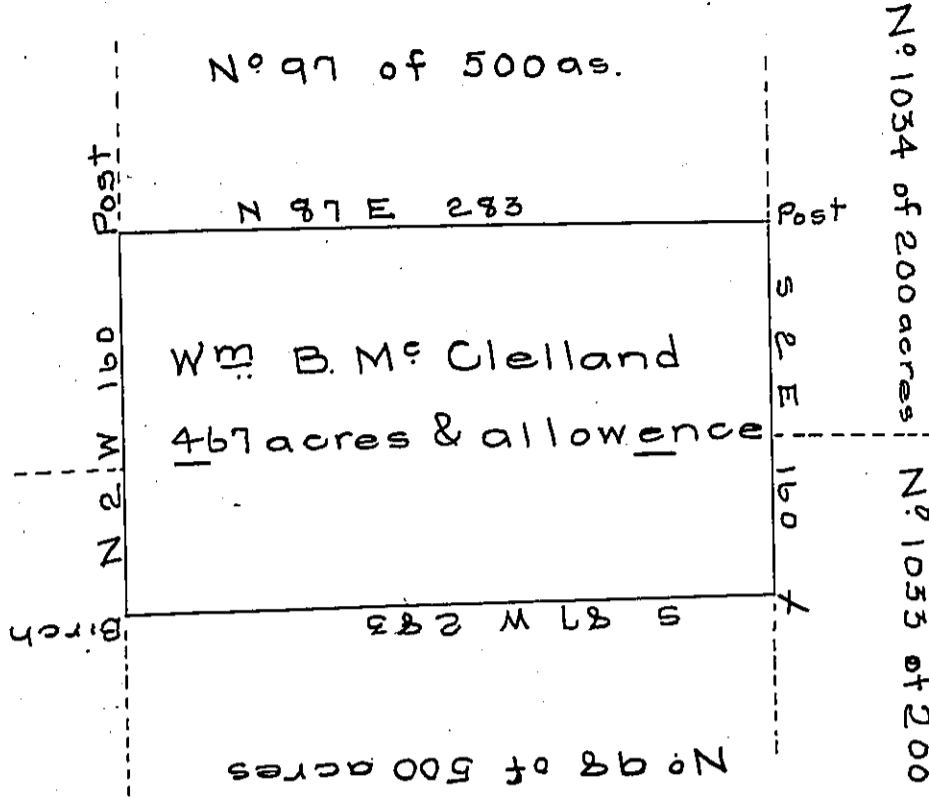 Nº 97 of 500 as.
Post
N 87 E 283
Post
Nº 1034 of 200 acres
S 2 E 160
N 2 W 160
Wm B. Mc Clelland
467 acres & allowence
Nº 1033 of 200
Birch
S 87 W 283
Nº 98 of 500 acres